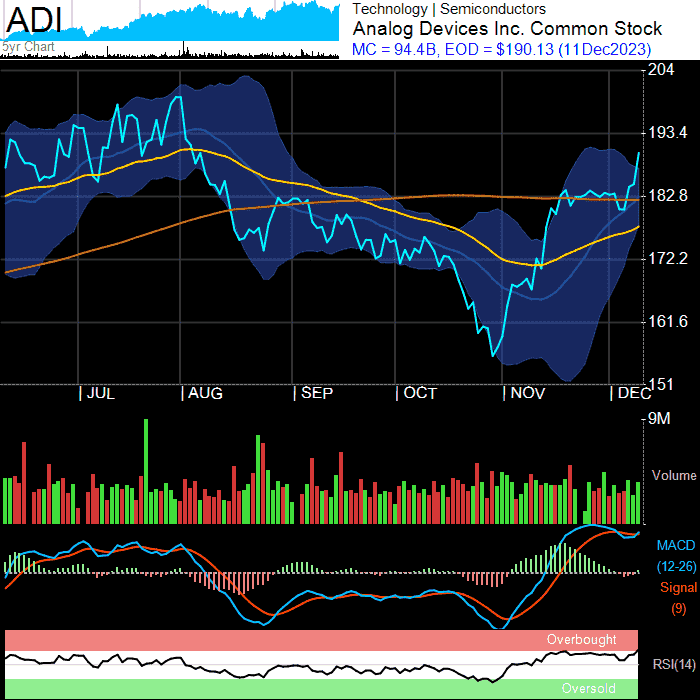 ADI
5yr Chart
Technology | Semiconductors
Analog Devices Inc. Common Stock
MC = 94.4B, EOD = $190.13 (11Dec2023)
204
193.4
182.8
172.2
161.6
151
| JUL | AUG | SEP | OCT | NOV | DEC
9M
Volume
MACD
(12-26)
Signal
(9)
Overbought
RSI(14)
Oversold